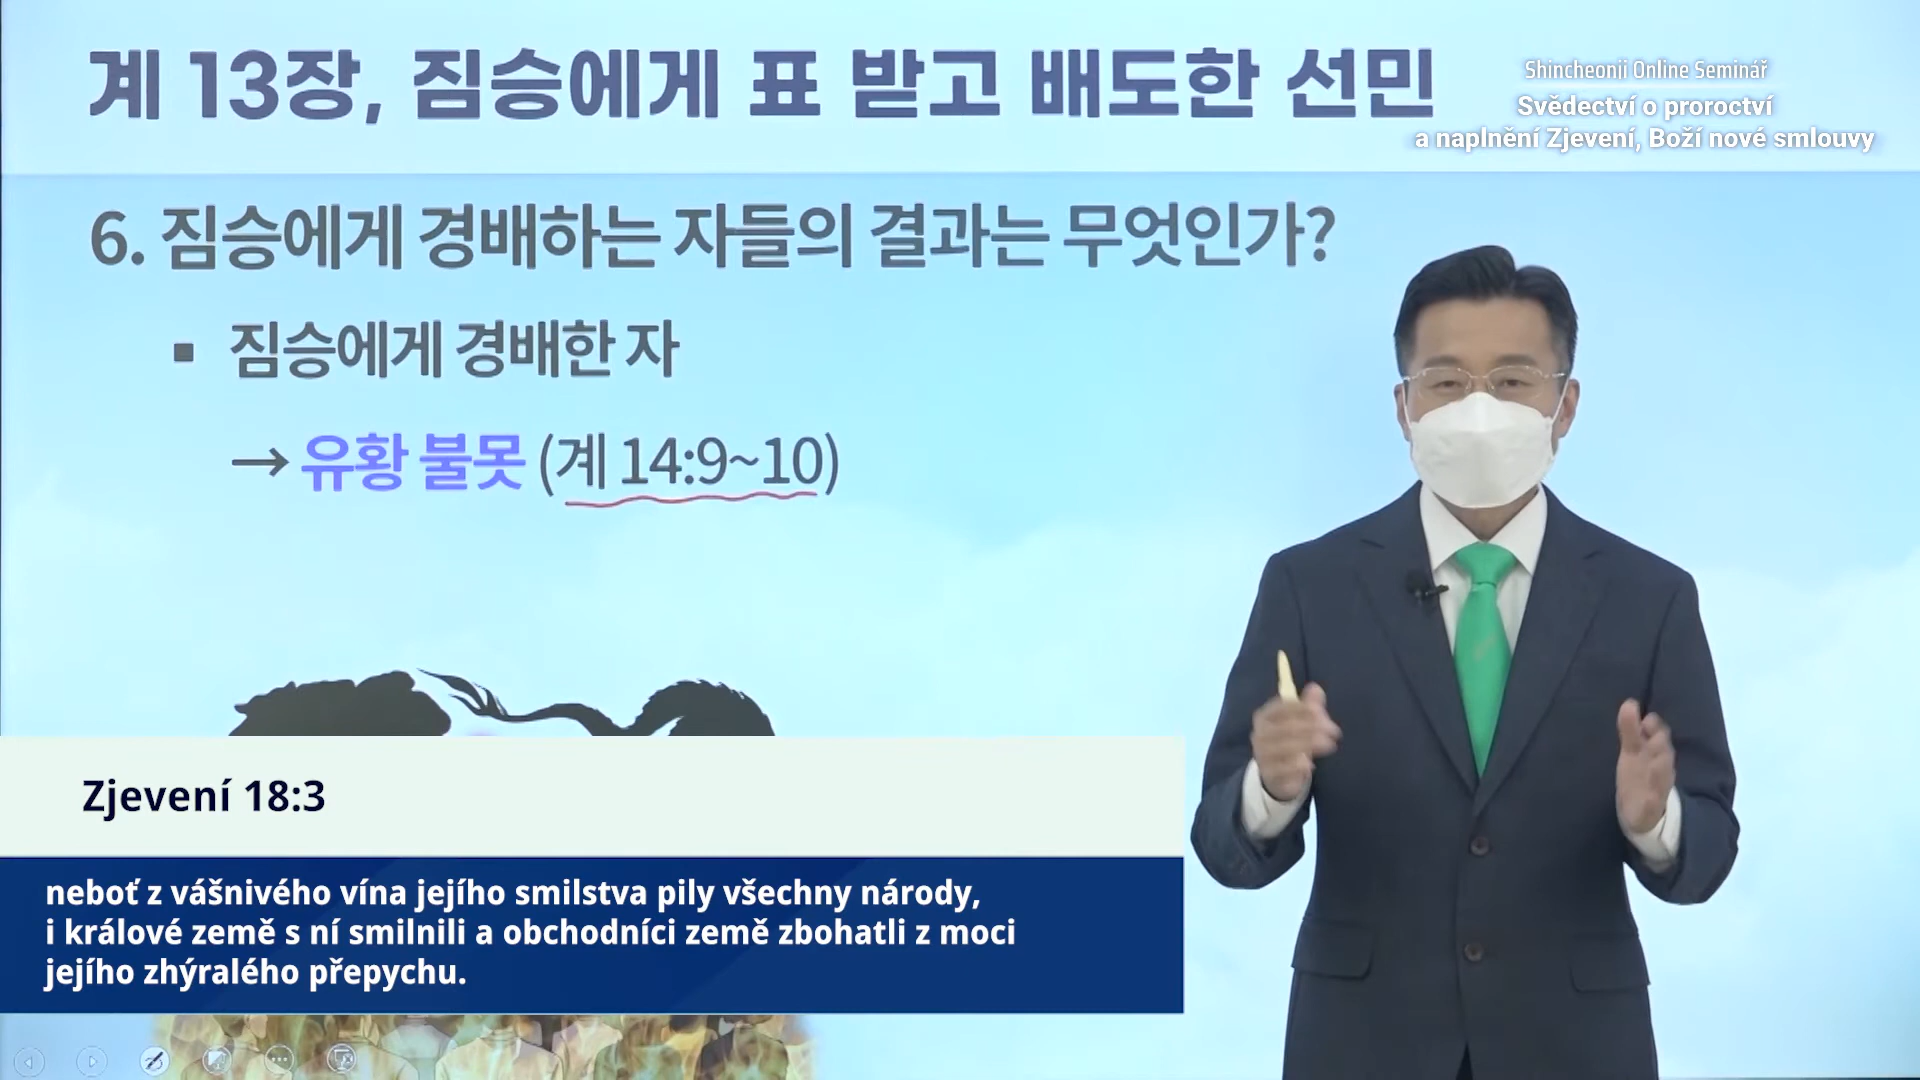 계 13장, 짐승에게 표 받고 배도한 선민
Shincheonji Online Seminář
Svědectví o proroctví
a naplnění Zjevení, Boží nové smlouvy
6. 짐승에게 경배하는 자들의 결과는 무엇인가?
▪ 짐승에게 경배한 자
→ 유황 불못 (계 14:9~10)
Zjevení 18:3
neboť z vášnivého vína jejího smilstva pily všechny národy,
i králové země s ní smilnili a obchodníci země zbohatli z moci
jejího zhýralého přepychu.